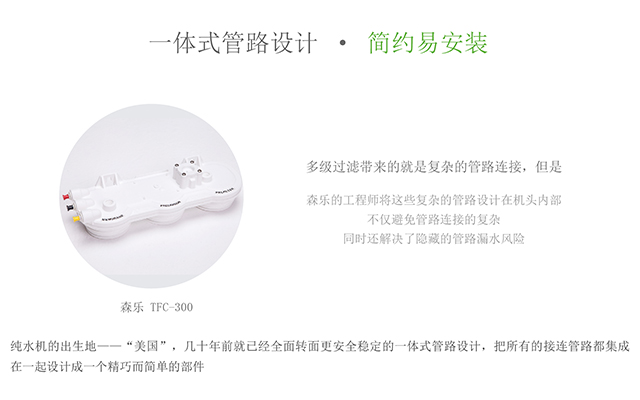 一体式管路设计 • 简约易安装
多级过滤带来的就是复杂的管路连接，但是
森乐的工程师将这些复杂的管路设计在机头内部
不仅避免管路连接的复杂
同时还解决了隐藏的管路漏水风险
森乐 TFC-300
纯水机的出生地——“美国”，几十年前就已经全面转面更安全稳定的一体式管路设计，把所有的接连管路都集成
在一起设计成一个精巧而简单的部件